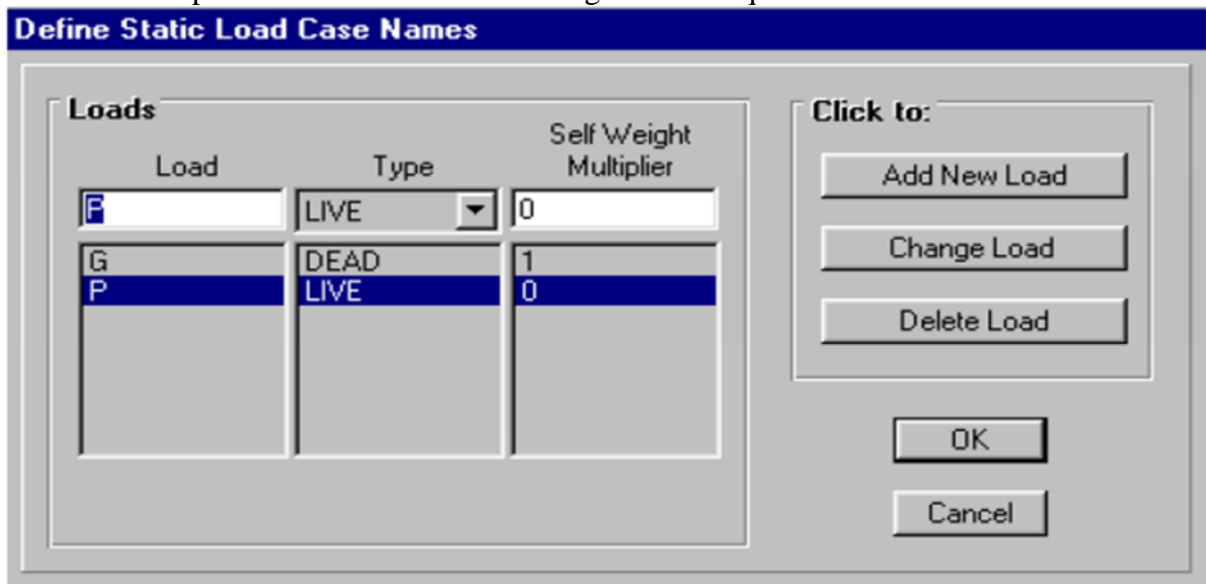 Define Static Load Case Names
Loads
Load Type Self Weight Multiplier
P LIVE 0
G DEAD 1
P LIVE 0
Click to:
Add New Load
Change Load
Delete Load
OK
Cancel